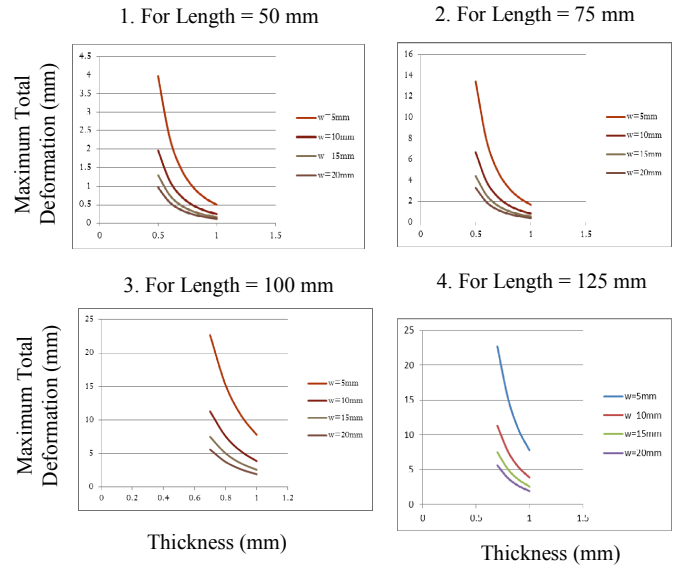 1. For Length = 50 mm
2. For Length = 75 mm
Maximum Total
Deformation (mm)
4.5
4
3.5
3
2.5
2
1.5
1
0.5
0
0
0.5
1
1.5
w=5mm
w=10mm
w 15mm
w=20mm
16
14
12
10
8
6
4
2
0
0
0.5
1
1.5
w=5mm
w=10mm
w=15mm
w=20mm
3. For Length = 100 mm
4. For Length = 125 mm
Maximum Total
Deformation (mm)
25
20
15
10
5
0
0
0.2
0.4
0.6
0.8
1
1.2
w=5mm
w=10mm
w=15mm
w=20mm
25
20
15
10
5
0
0
0.5
1
1.5
w=5mm
w 10mm
w=15mm
w=20mm
Thickness (mm)
Thickness (mm)